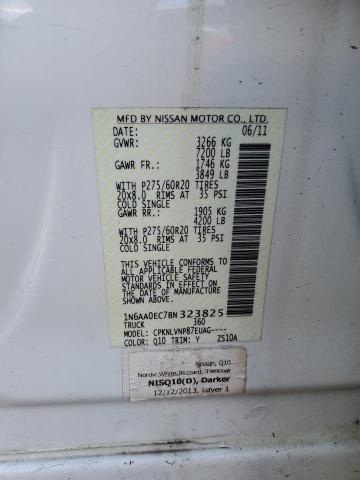 MFD BY NISSAN MOTOR CO., LTD.
DATE: 06/11
GVWR: 3266 KG
7200 LB
GAWR FR.: 1746 KG
3849 LB
WITH P275/60R20 TIRES
20X8.0 RIMS AT 35 PSI
COLD SINGLE
GAWR RR.: 1905 KG
4200 LB
WITH P275/60R20 TIRES
20X8.0 RIMS AT 35 PSI
COLD SINGLE
THIS VEHICLE CONFORMS TO ALL
APPLICABLE FEDERAL MOTOR
VEHICLE SAFETY STANDARDS
IN EFFECT ON THE DATE OF
MANUFACTURE SHOWN ABOVE
1N6AA0EC7BN323825
TRUCK 360
MODEL: CPKNLVNP87EUAG----
COLOR: Q10 TRIM: Y ZS10A
Nissan, Q10
Nordic White,Blizzard, (Twocoat
NISQ10(D), Darker
12/12/2013, Layer 1